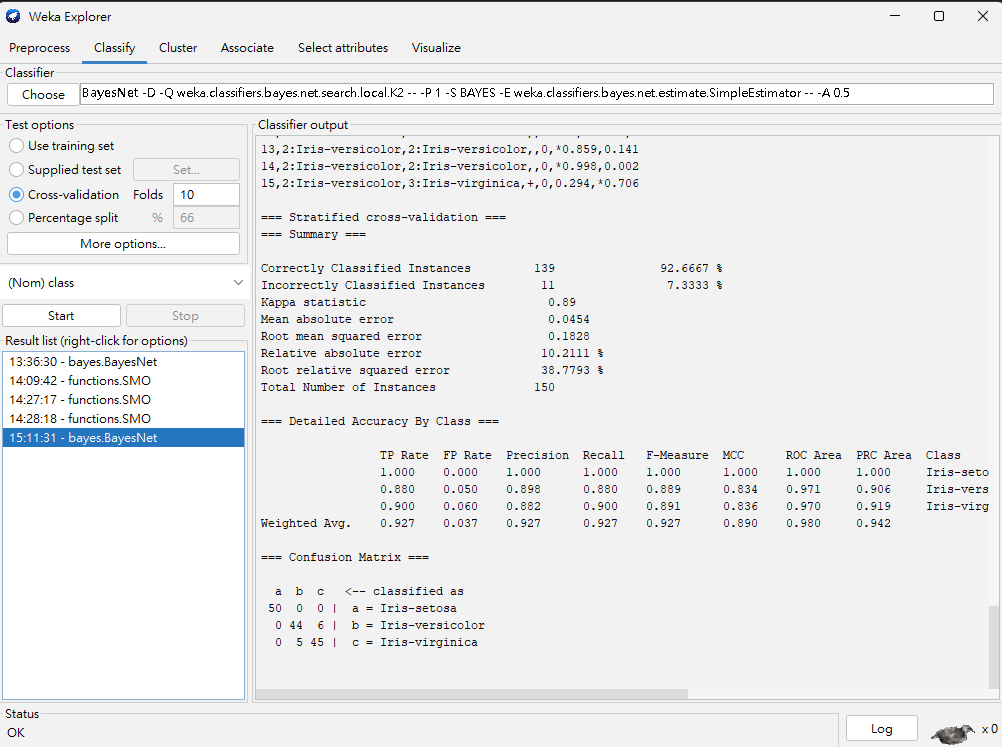 Weka Explorer
Preprocess Classify Cluster Associate Select attributes Visualize
Classifier
Choose BayesNet -D -Q weka.classifiers.bayes.net.search.local.K2 -- -P 1 -S BAYES -E weka.classifiers.bayes.net.estimate.SimpleEstimator -- -A 0.5
Test options
Use training set
Supplied test set Set...
Cross-validation Folds 10
Percentage split % 66
More options...
(Nom) class
Start Stop
Result list (right-click for options)
13:36:30 - bayes.BayesNet
14:09:42 - functions.SMO
14:27:17 - functions.SMO
14:28:18 - functions.SMO
15:11:31 - bayes.BayesNet
Classifier output
13,2:Iris-versicolor,2:Iris-versicolor,,0,*0.859,0.141
14,2:Iris-versicolor,2:Iris-versicolor,,0,*0.998,0.002
15,2:Iris-versicolor,3:Iris-virginica,+,0,0.294,*0.706
=== Stratified cross-validation ===
=== Summary ===
Correctly Classified Instances 139 92.6667 %
Incorrectly Classified Instances 11 7.3333 %
Kappa statistic 0.89
Mean absolute error 0.0454
Root mean squared error 0.1828
Relative absolute error 10.2111 %
Root relative squared error 38.7793 %
Total Number of Instances 150
=== Detailed Accuracy By Class ===
TP Rate FP Rate Precision Recall F-Measure MCC ROC Area PRC Area Class
1.000 0.000 1.000 1.000 1.000 1.000 1.000 1.000 Iris-seto
0.880 0.050 0.898 0.880 0.889 0.834 0.971 0.906 Iris-vers
0.900 0.060 0.882 0.900 0.891 0.836 0.970 0.919 Iris-virg
Weighted Avg. 0.927 0.037 0.927 0.927 0.927 0.890 0.980 0.942
=== Confusion Matrix ===
a b c <-- classified as
50 0 0 | a = Iris-setosa
0 44 6 | b = Iris-versicolor
0 5 45 | c = Iris-virginica
Status
OK
Log x 0